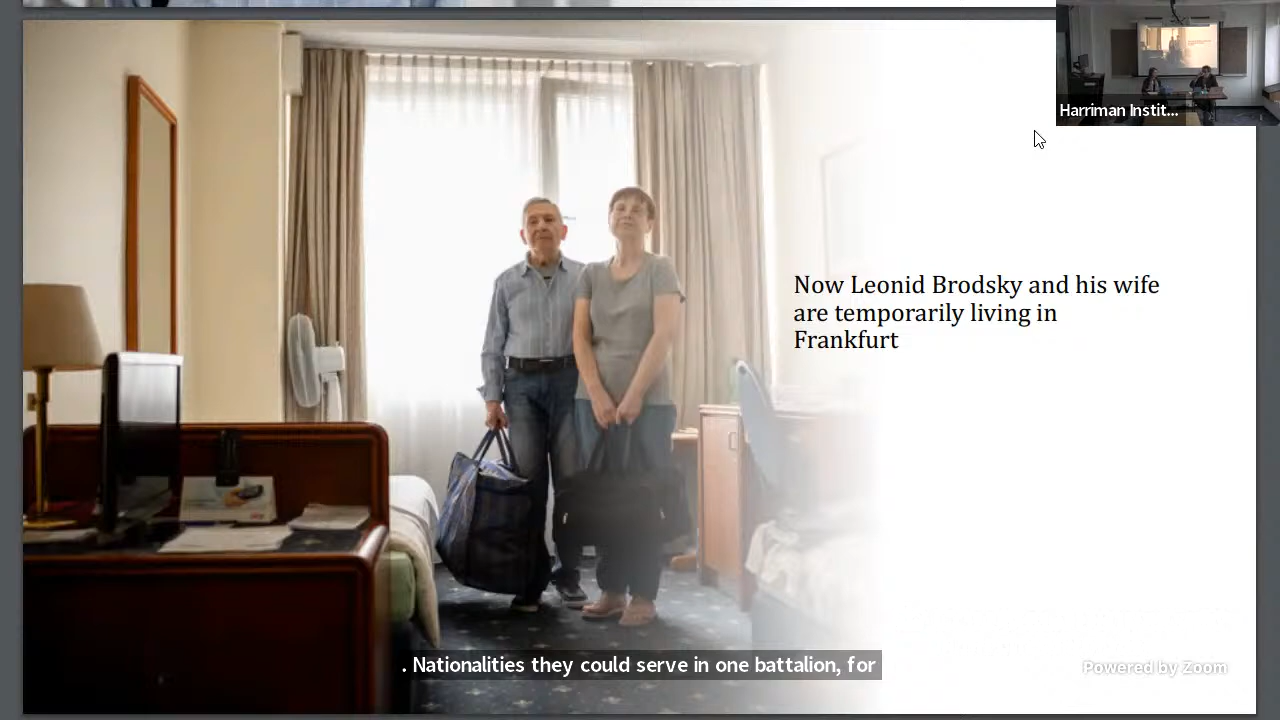 Harriman Instit...
Now Leonid Brodsky and his wife
are temporarily living in
Frankfurt
. Nationalities they could serve in one battalion, for
Powered by Zoom